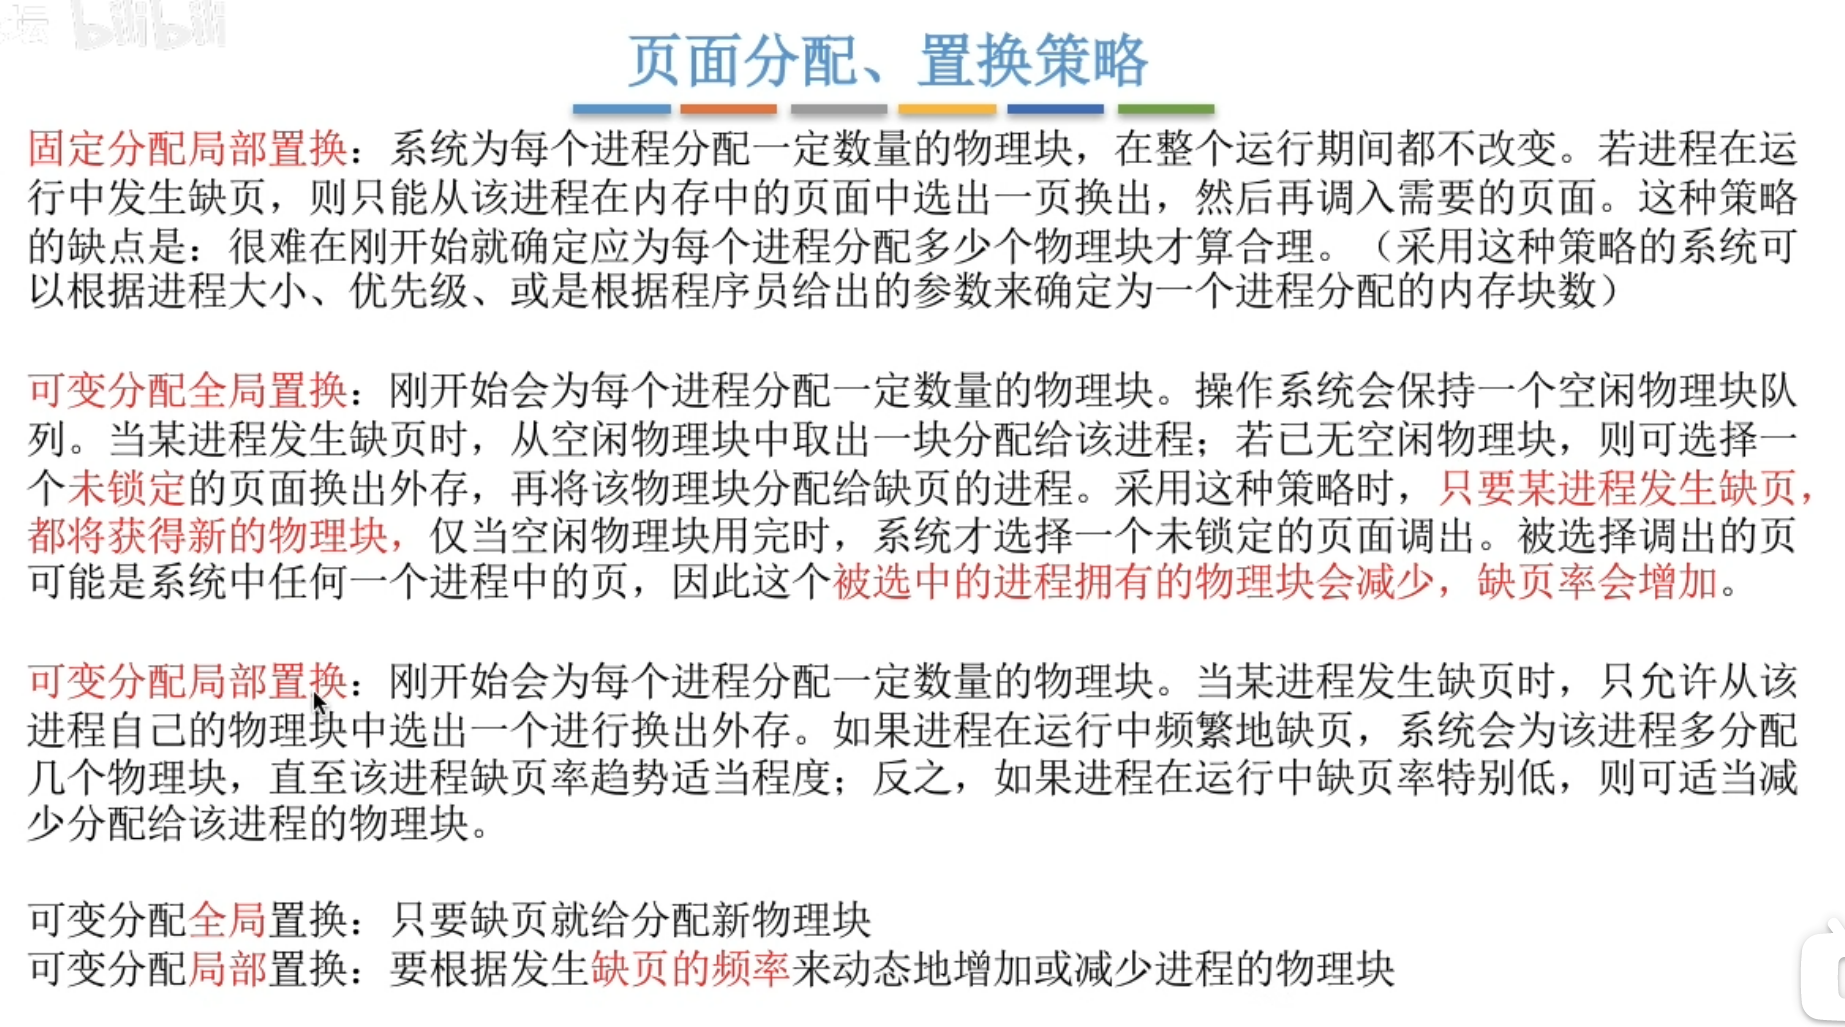 坛 bilibili
页面分配、置换策略
固定分配局部置换：系统为每个进程分配一定数量的物理块，在整个运行期间都不改变。若进程在运
行中发生缺页，则只能从该进程在内存中的页面中选出一页换出，然后再调入需要的页面。这种策略
的缺点是：很难在刚开始就确定应为每个进程分配多少个物理块才算合理。（采用这种策略的系统可
以根据进程大小、优先级、或是根据程序员给出的参数来确定为一个进程分配的内存块数）
可变分配全局置换：刚开始会为每个进程分配一定数量的物理块。操作系统会保持一个空闲物理块队
列。当某进程发生缺页时，从空闲物理块中取出一块分配给该进程；若已无空闲物理块，则可选择一
个未锁定的页面换出外存，再将该物理块分配给缺页的进程。采用这种策略时，只要某进程发生缺页，
都将获得新的物理块，仅当空闲物理块用完时，系统才选择一个未锁定的页面调出。被选择调出的页
可能是系统中任何一个进程中的页，因此这个被选中的进程拥有的物理块会减少，缺页率会增加。
可变分配局部置换：刚开始会为每个进程分配一定数量的物理块。当某进程发生缺页时，只允许从该
进程自己的物理块中选出一个进行换出外存。如果进程在运行中频繁地缺页，系统会为该进程多分配
几个物理块，直至该进程缺页率趋势适当程度；反之，如果进程在运行中缺页率特别低，则可适当减
少分配给该进程的物理块。
可变分配全局置换：只要缺页就给分配新物理块
可变分配局部置换：要根据发生缺页的频率来动态地增加或减少进程的物理块